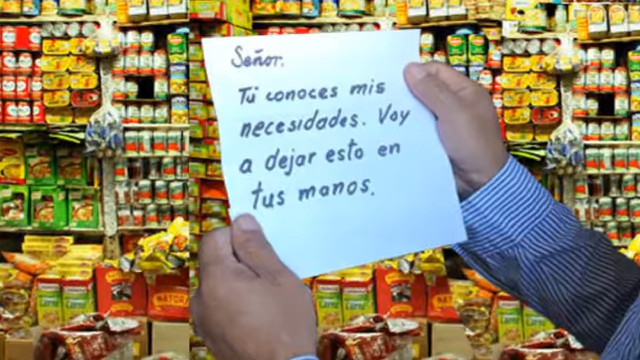 Señor.
Tú conoces mis
necesidades. Voy
a dejar esto en
tus manos.